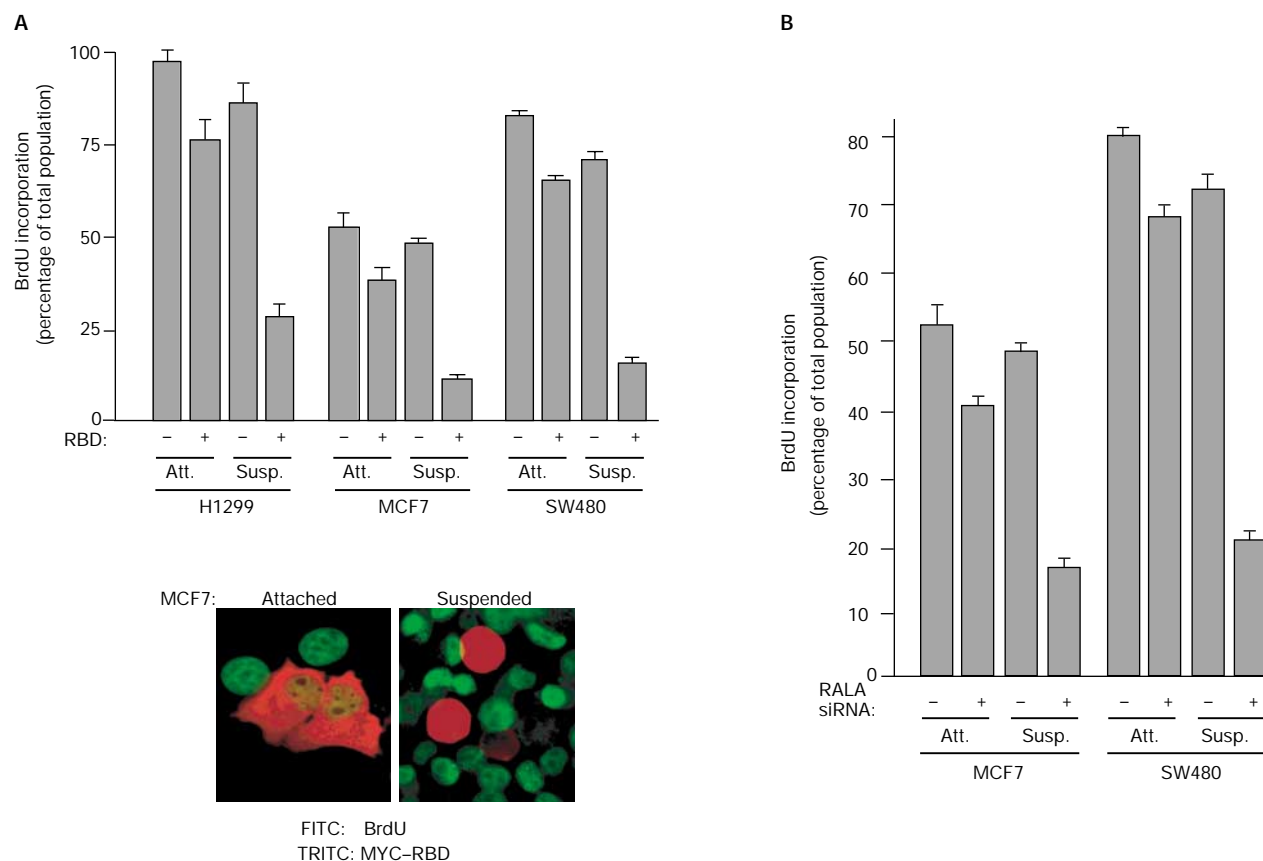 A
BrdU incorporation
(percentage of total population)
100
75
50
25
0
RBD: – + – + – + – + – + – +
Att. Susp. Att. Susp. Att. Susp.
H1299 MCF7 SW480
MCF7: Attached Suspended
FITC: BrdU
TRITC: MYC–RBD
B
BrdU incorporation
(percentage of total population)
80
70
60
50
40
30
20
10
0
RALA
siRNA: – + – + – + – +
Att. Susp. Att. Susp.
MCF7 SW480